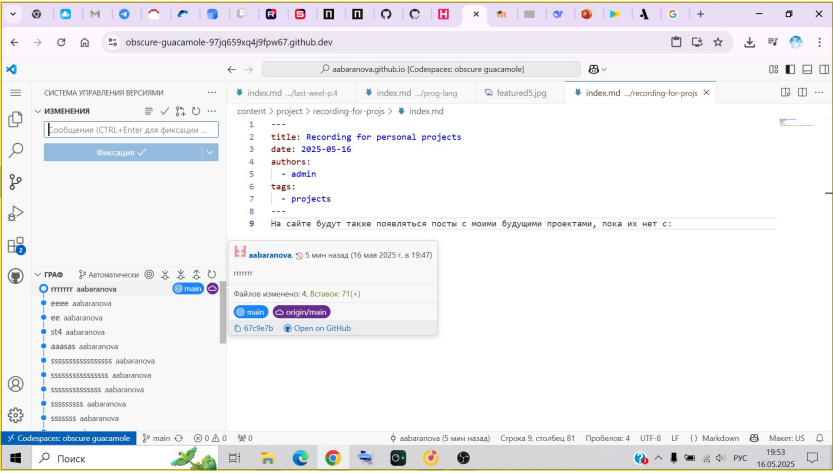 obscure-guacamole-97jq659xq4j9fpw67.github.dev
aabaranova.github.io [Codespaces: obscure guacamole]
СИСТЕМА УПРАВЛЕНИЯ ВЕРСИЯМИ
index.md .../last-weel-p.4
index.md .../prog-lang
featured5.jpg
index.md .../recording-for-projs
ИЗМЕНЕНИЯ
content > project > recording-for-projs > index.md
Сообщение (CTRL+Enter для фиксации ...
Фиксация
1 ---
2 title: Recording for personal projects
3 date: 2025-05-16
4 authors:
5 - admin
6 tags:
7 - projects
8 ---
9 На сайте будут также появляться посты с моими будущими проектами, пока их нет с:
aabaranova, 5 мин назад (16 мая 2025 г. в 19:47)
rrrrrrr
Файлов изменено: 4, Вставок: 71(+)
main origin/main
67c9e7b Open on GitHub
2
ГРАФ Автоматически
rrrrrrr aabaranova main
eeee aabaranova
ee aabaranova
st4 aabaranova
aaasas aabaranova
sssssssssssssssss aabaranova
ssssssssssssss aabaranova
ssssssssssssss aabaranova
sssssssss aabaranova
sssssss aabaranova
Codespaces: obscure guacamole main 0 0 0
aabaranova (5 мин назад) Строка 9, столбец 81 Пробелов: 4 UTF-8 LF {} Markdown Макет: US
Поиск
РУС
19:53
16.05.2025